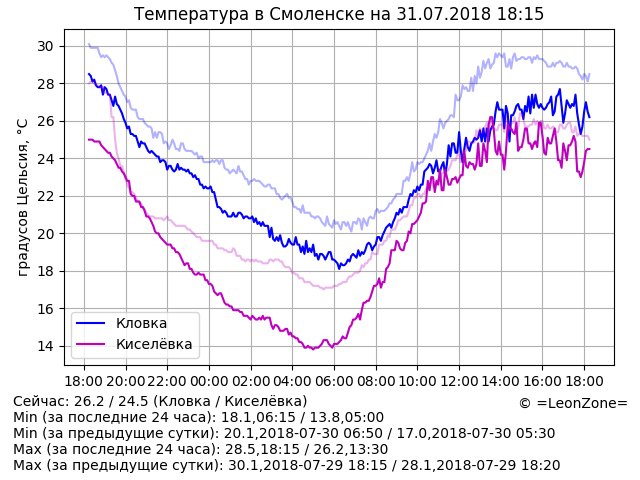 Температура в Смоленске на 31.07.2018 18:15
градусов Цельсия, °C
30
28
26
24
22
20
18
16
14
Кловка
Киселёвка
18:00 20:00 22:00 00:00 02:00 04:00 06:00 08:00 10:00 12:00 14:00 16:00 18:00
Сейчас: 26.2 / 24.5 (Кловка / Киселёвка)
© =LeonZone=
Min (за последние 24 часа): 18.1,06:15 / 13.8,05:00
Min (за предыдущие сутки): 20.1,2018-07-30 06:50 / 17.0,2018-07-30 05:30
Max (за последние 24 часа): 28.5,18:15 / 26.2,13:30
Max (за предыдущие сутки): 30.1,2018-07-29 18:15 / 28.1,2018-07-29 18:20